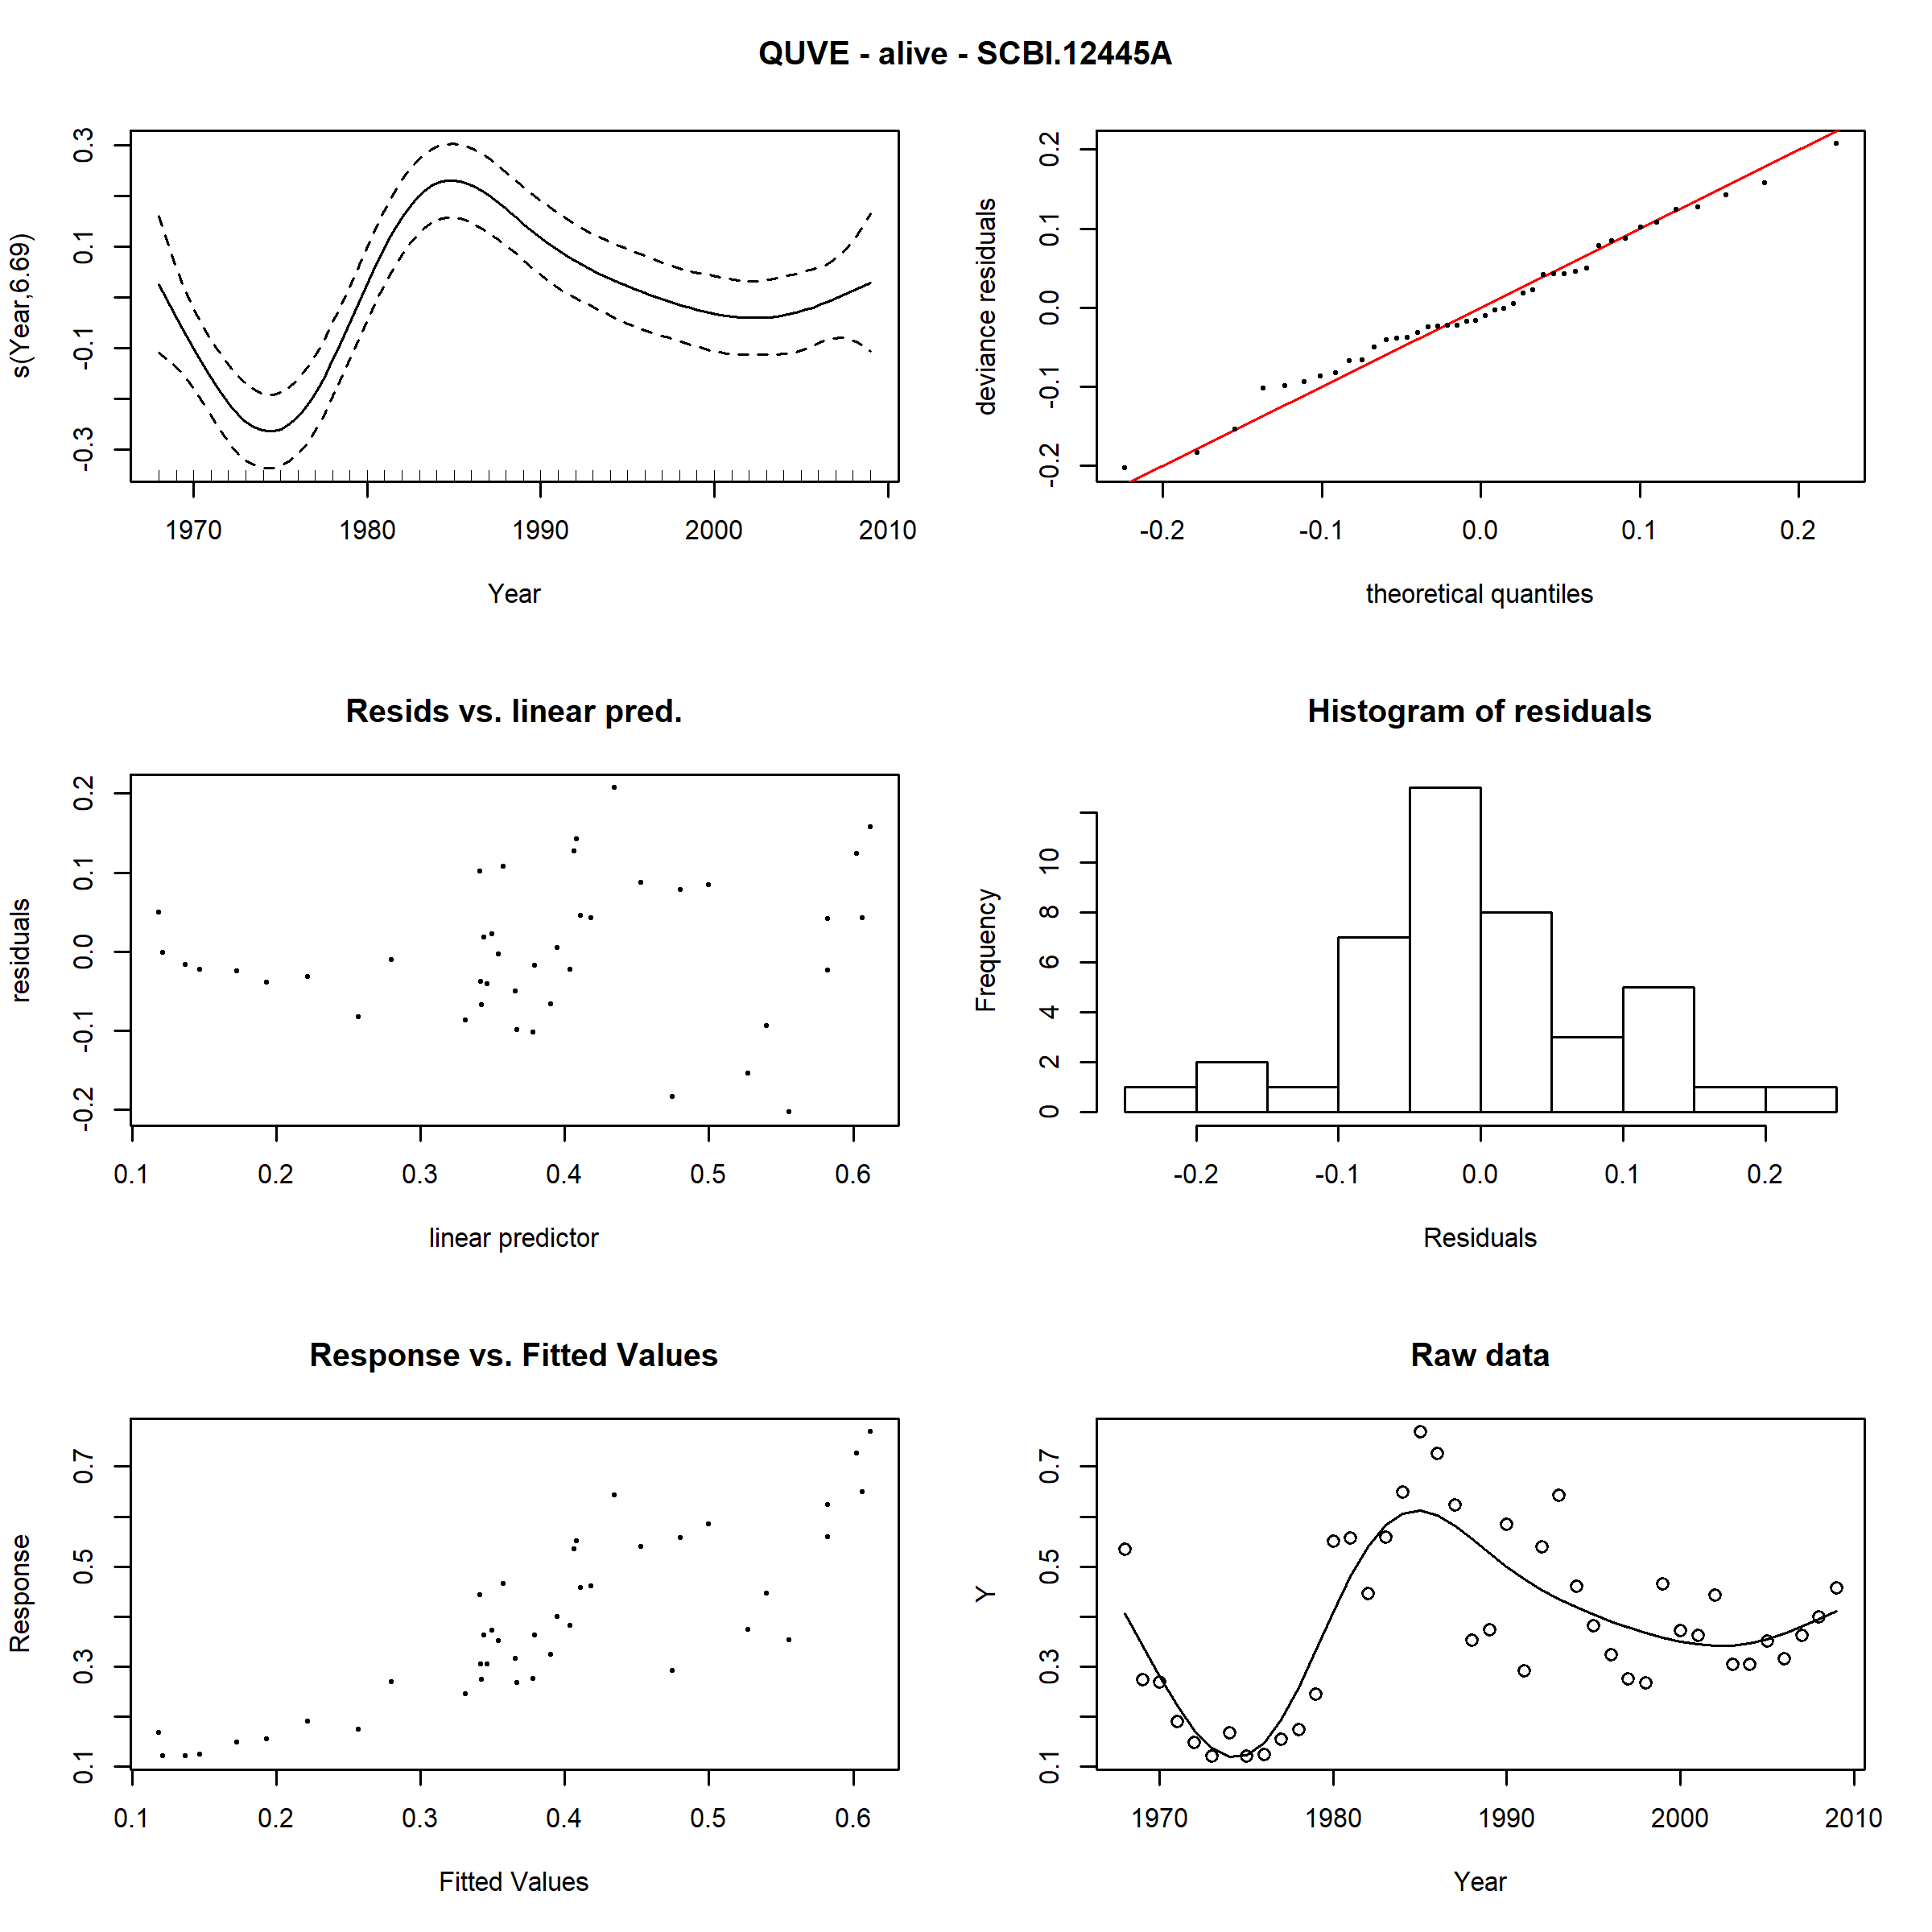 QUVE - alive - SCBI.12445A
s(Year,6.69)
-0.3 -0.1 0.1 0.3
1970 1980 1990 2000 2010
Year
deviance residuals
-0.2 -0.1 0.0 0.1 0.2
-0.2 -0.1 0.0 0.1 0.2
theoretical quantiles
Resids vs. linear pred.
residuals
-0.2 -0.1 0.0 0.1 0.2
0.1 0.2 0.3 0.4 0.5 0.6
linear predictor
Histogram of residuals
Frequency
0 2 4 6 8 10
-0.2 -0.1 0.0 0.1 0.2
Residuals
Response vs. Fitted Values
Response
0.1 0.3 0.5 0.7
0.1 0.2 0.3 0.4 0.5 0.6
Fitted Values
Raw data
Y
0.1 0.3 0.5 0.7
1970 1980 1990 2000 2010
Year